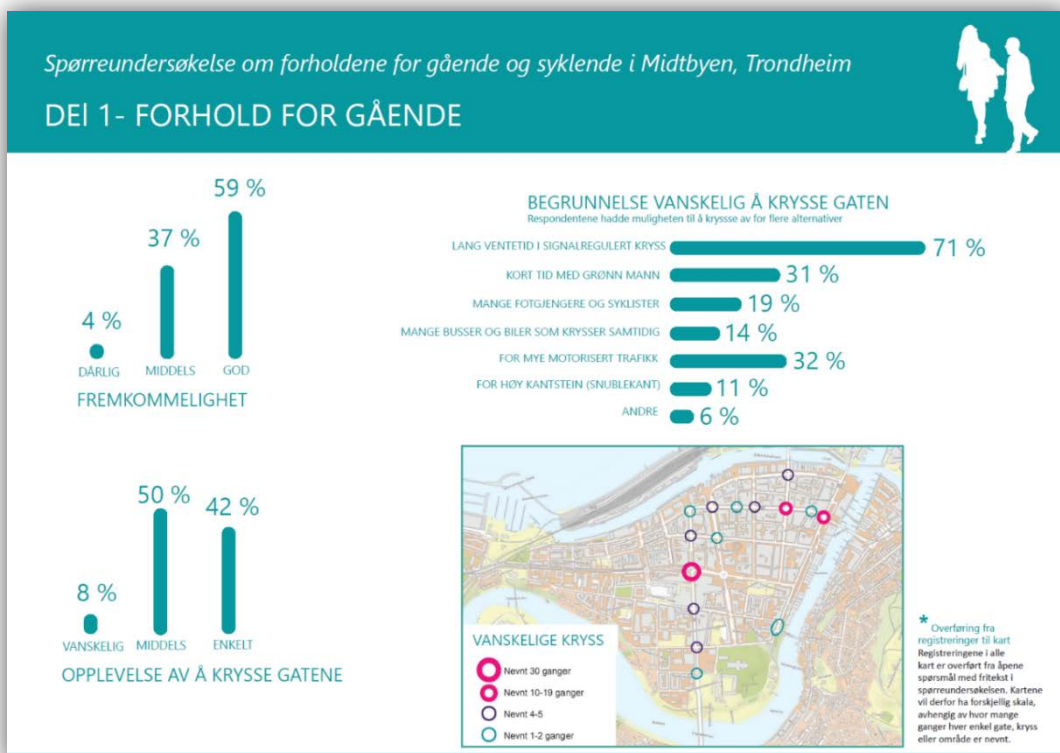 Spørreundersøkelse om forholdene for gående og syklende i Midtbyen, Trondheim
DEl 1- FORHOLD FOR GÅENDE
59 %
37 %
4 %
DÅRLIG
MIDDELS
GOD
FREMKOMMELIGHET
BEGRUNNELSE VANSKELIG Å KRYSSE GATEN
Respondentene hadde muligheten til å kryssse av for flere alternativer
LANG VENTETID I SIGNALREGULERT KRYSS 71 %
KORT TID MED GRØNN MANN 31 %
MANGE FOTGJENGERE OG SYKLISTER 19 %
MANGE BUSSER OG BILER SOM KRYSSER SAMTIDIG 14 %
FOR MYE MOTORISERT TRAFIKK 32 %
FOR HØY KANTSTEIN (SNUBLEKANT) 11 %
ANDRE 6 %
50 %
42 %
8 %
VANSKELIG
MIDDELS
ENKELT
OPPLEVELSE AV Å KRYSSE GATENE
VANSKELIGE KRYSS
Nevnt 30 ganger
Nevnt 10-19 ganger
Nevnt 4-5
Nevnt 1-2 ganger
* Overføring fra
registreringer til kart
Registreringene i alle
kart er overført fra åpene
spørsmål med fritekst i
spørreundersøkelsen. Kartene
vil derfor ha forskjellig skala,
avhengig av hvor mange
ganger hver enkel gate, kryss
eller område er nevnt.